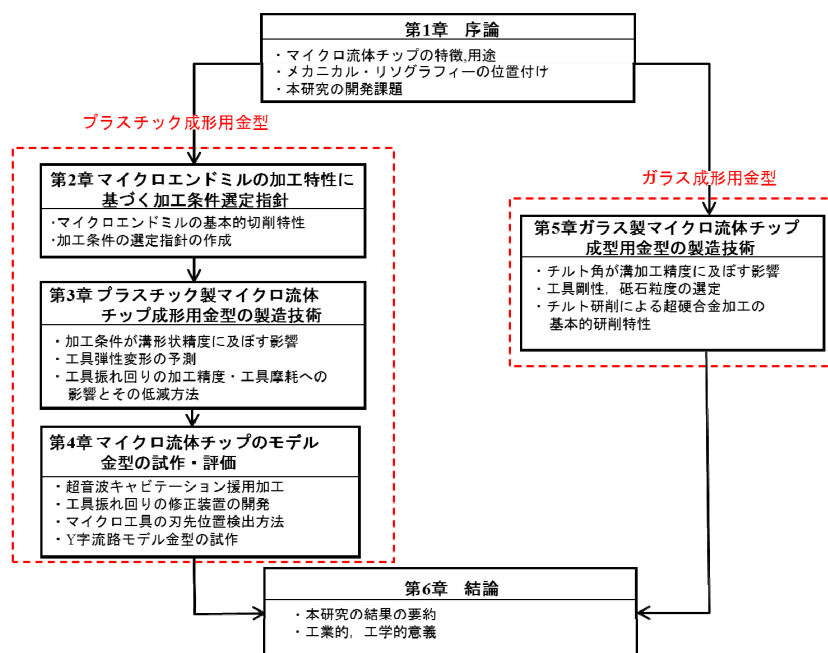 第1章　序論
・マイクロ流体チップの特徴,用途
・メカニカル・リソグラフィーの位置付け
・本研究の開発課題
プラスチック成形用金型
第2章 マイクロエンドミルの加工特性に
基づく加工条件選定指針
・マイクロエンドミルの基本的切削特性
・加工条件の選定指針の作成
第3章 プラスチック製マイクロ流体
チップ成形用金型の製造技術
・加工条件が溝形状精度に及ぼす影響
・工具弾性変形の予測
・工具振れ回りの加工精度・工具摩耗への
影響とその低減方法
第4章 マイクロ流体チップのモデル
金型の試作・評価
・超音波キャビテーション援用加工
・工具振れ回りの修正装置の開発
・マイクロ工具の刃先位置検出方法
・Y字流路モデル金型の試作
ガラス成形用金型
第5章ガラス製マイクロ流体チップ
成型用金型の製造技術
・チルト角が溝加工精度に及ぼす影響
・工具剛性，砥石粒度の選定
・チルト研削による超硬合金加工の
基本的研削特性
第6章　結論
・本研究の結果の要約
・工業的，工学的意義